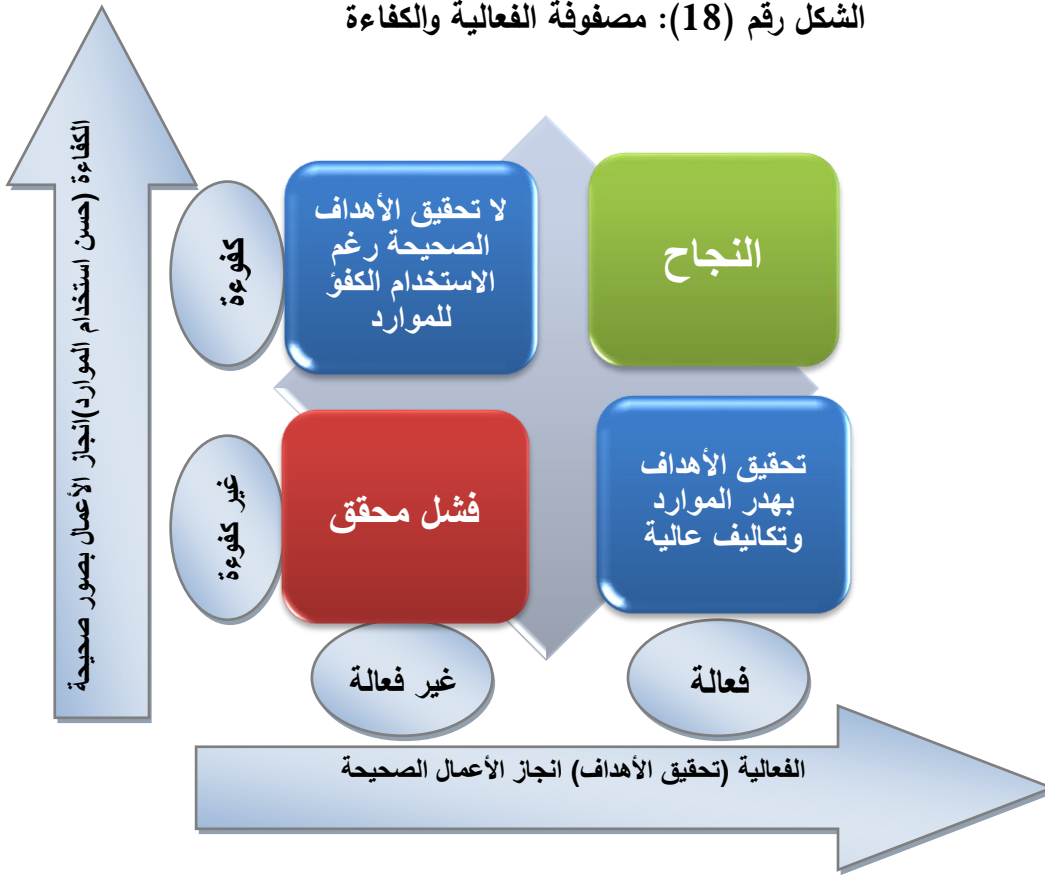 الشكل رقم (18): مصفوفة الفعالية والكفاءة
الكفاءة (حسن استخدام الموارد)انجاز الأعمال بصور صحيحة
كفوءة
لا تحقيق الأهداف
الصحيحة رغم
الاستخدام الكفؤ
للموارد
النجاح
غير كفوءة
فشل محقق
تحقيق الأهداف
بهدر الموارد
وتكاليف عالية
غير فعالة
فعالة
الفعالية (تحقيق الأهداف) انجاز الأعمال الصحيحة